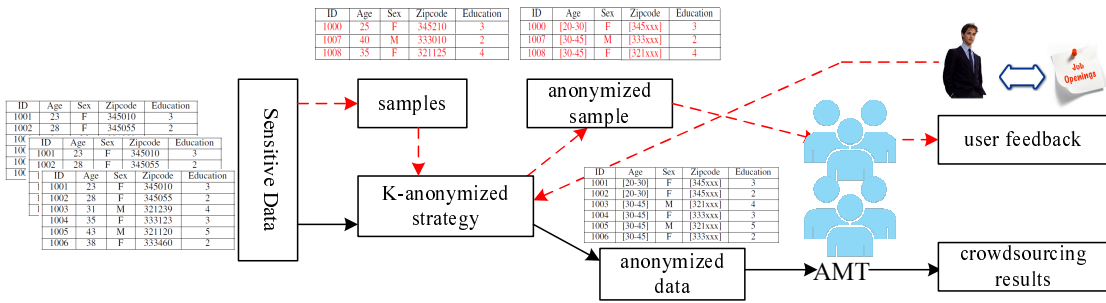 ID Age Sex Zipcode Education
1000 25 F 345210 3
1007 40 M 333010 2
1008 35 F 321125 4
ID Age Sex Zipcode Education
1000 [20-30] F [345xxx] 3
1007 [30-45] M [333xxx] 2
1008 [30-45] F [321xxx] 4
Job
Openings
ID Age Sex Zipcode Education
1001 23 F 345010 3
1002 28 F 345055 2
ID Age Sex Zipcode Education
1001 23 F 345010 3
1002 28 F 345055 2
ID Age Sex Zipcode Education
1001 23 F 345010 3
1002 28 F 345055 2
1003 31 M 321239 4
1004 35 F 333123 3
1005 43 M 321120 5
1006 38 F 333460 2
Sensitive Data
samples
anonymized
sample
user feedback
K-anonymized
strategy
ID Age Sex Zipcode Education
1001 [20-30] F [345xxx] 3
1002 [20-30] F [345xxx] 2
1003 [30-45] M [321xxx] 4
1004 [30-45] F [333xxx] 3
1005 [30-45] M [321xxx] 5
1006 [30-45] F [333xxx] 2
anonymized
data
AMT
crowdsourcing
results